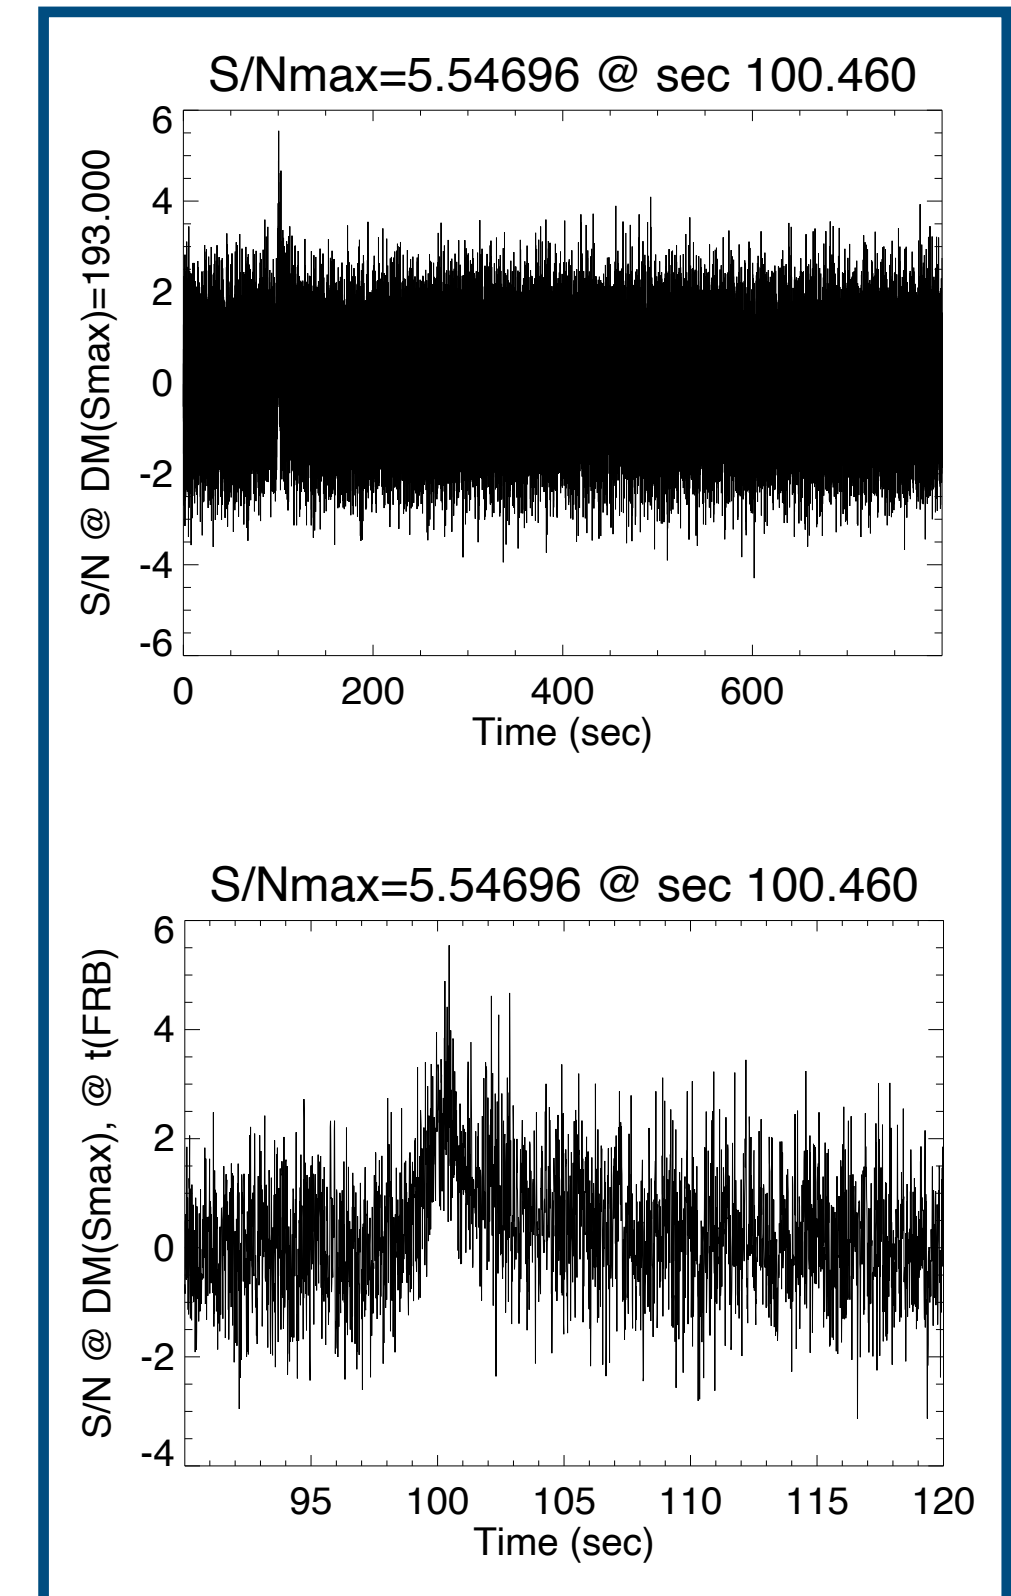 S/Nmax=5.54696 @ sec 100.460
S/N @ DM(Smax)=193.000
6
4
2
0
-2
-4
-6
0 200 400 600
Time (sec)
S/Nmax=5.54696 @ sec 100.460
S/N @ DM(Smax), @ t(FRB)
6
4
2
0
-2
-4
95 100 105 110 115 120
Time (sec)